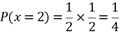 P(x = 2) = 1/2 × 1/2 = 1/4